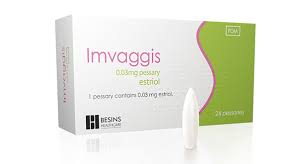 POM
Imvaggis
0.03mg pessary
estriol
1 pessary contains 0.03 mg estriol.
BESINS
HEALTHCARE
24 pessaries